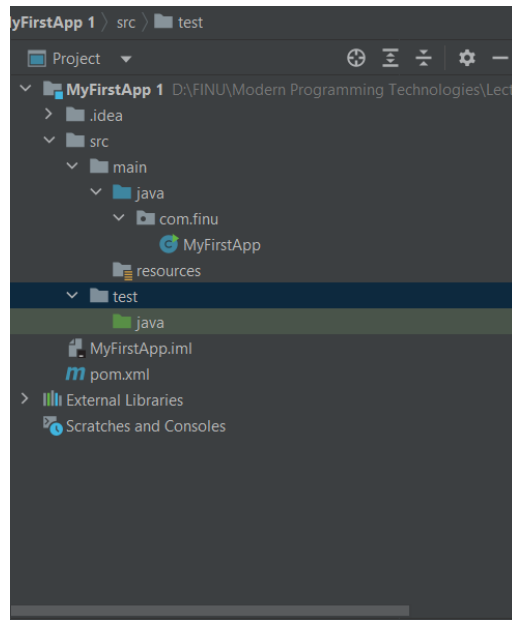 yFirstApp 1 〉 src 〉 test
Project
MyFirstApp 1 D:\FINU\Modern Programming Technologies\Lect
.idea
src
main
java
com.finu
MyFirstApp
resources
test
java
MyFirstApp.iml
pom.xml
External Libraries
Scratches and Consoles